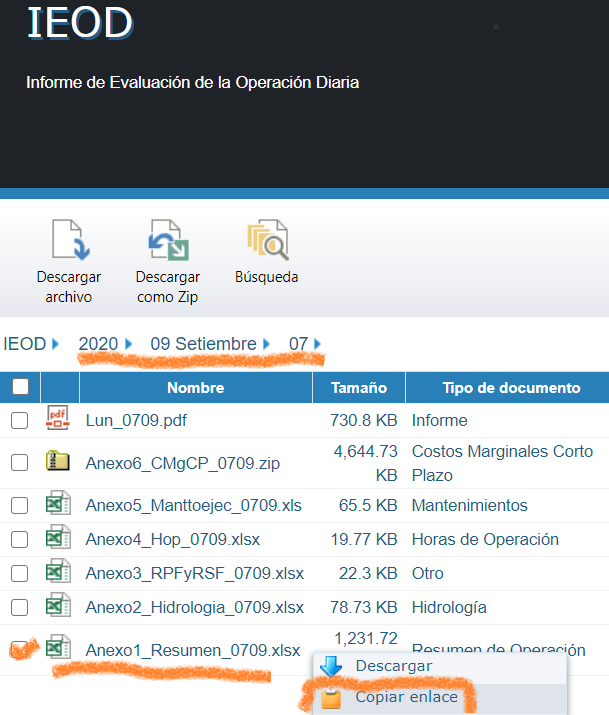 IEOD
Informe de Evaluación de la Operación Diaria
Descargar archivo
Descargar como Zip
Búsqueda
IEOD 2020 09 Setiembre 07
Nombre Tamaño Tipo de documento
Lun_0709.pdf 730.8 KB Informe
Anexo6_CMgCP_0709.zip 4,644.73 KB Costos Marginales Corto Plazo
Anexo5_Manttoejec_0709.xls 65.5 KB Mantenimientos
Anexo4_Hop_0709.xlsx 19.77 KB Horas de Operación
Anexo3_RPFyRSF_0709.xlsx 22.3 KB Otro
Anexo2_Hidrologia_0709.xlsx 78.73 KB Hidrología
Anexo1_Resumen_0709.xlsx 1,231.72 Resumen de Operación
Descargar
Copiar enlace